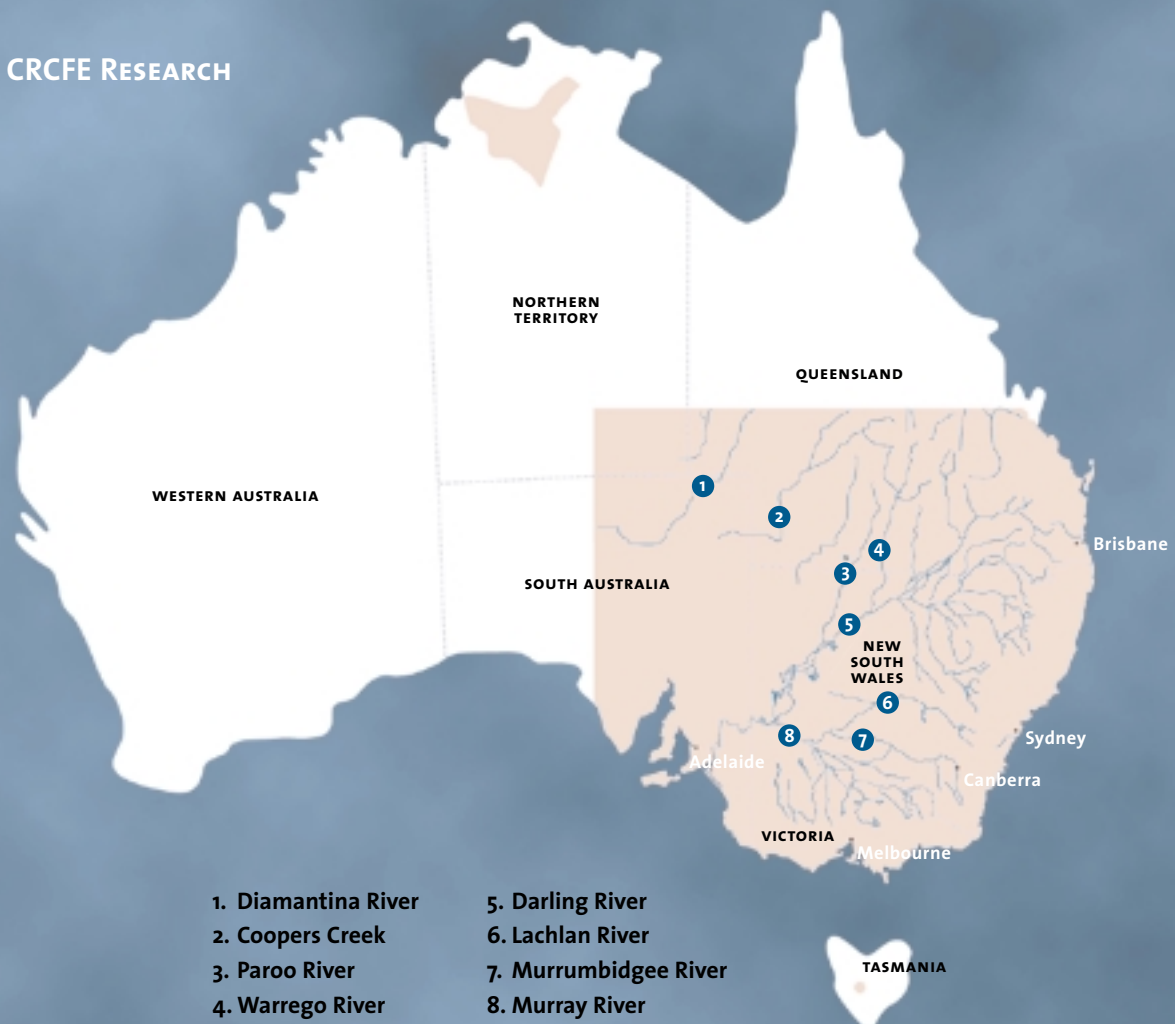 CRCFE Research
NORTHERN
TERRITORY
QUEENSLAND
WESTERN AUSTRALIA
1
2
Brisbane
4
3
SOUTH AUSTRALIA
5
NEW
SOUTH
WALES
6
8
7
Sydney
Adelaide
Canberra
VICTORIA
Melbourne
1. Diamantina River
2. Coopers Creek
3. Paroo River
4. Warrego River
5. Darling River
6. Lachlan River
7. Murrumbidgee River
8. Murray River
TASMANIA